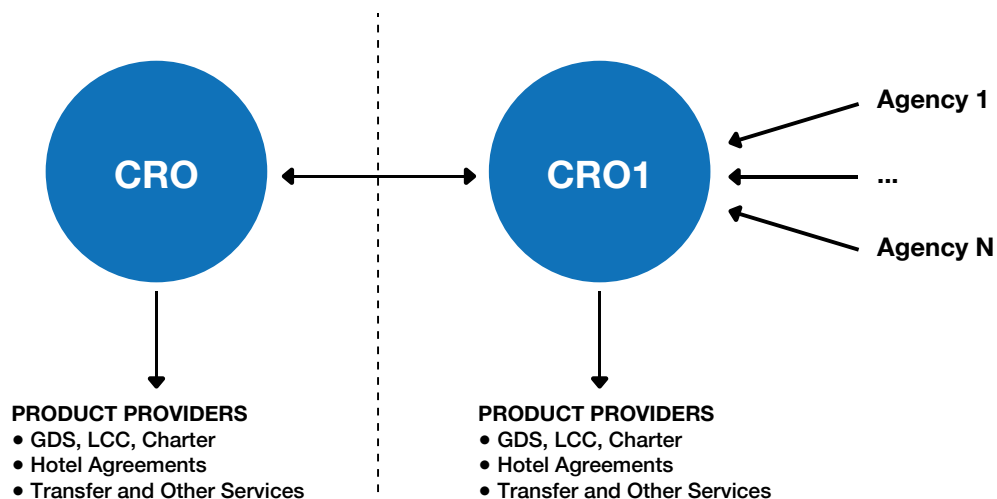 CRO
CRO1
Agency 1
...
Agency N
PRODUCT PROVIDERS
• GDS, LCC, Charter
• Hotel Agreements
• Transfer and Other Services
PRODUCT PROVIDERS
• GDS, LCC, Charter
• Hotel Agreements
• Transfer and Other Services